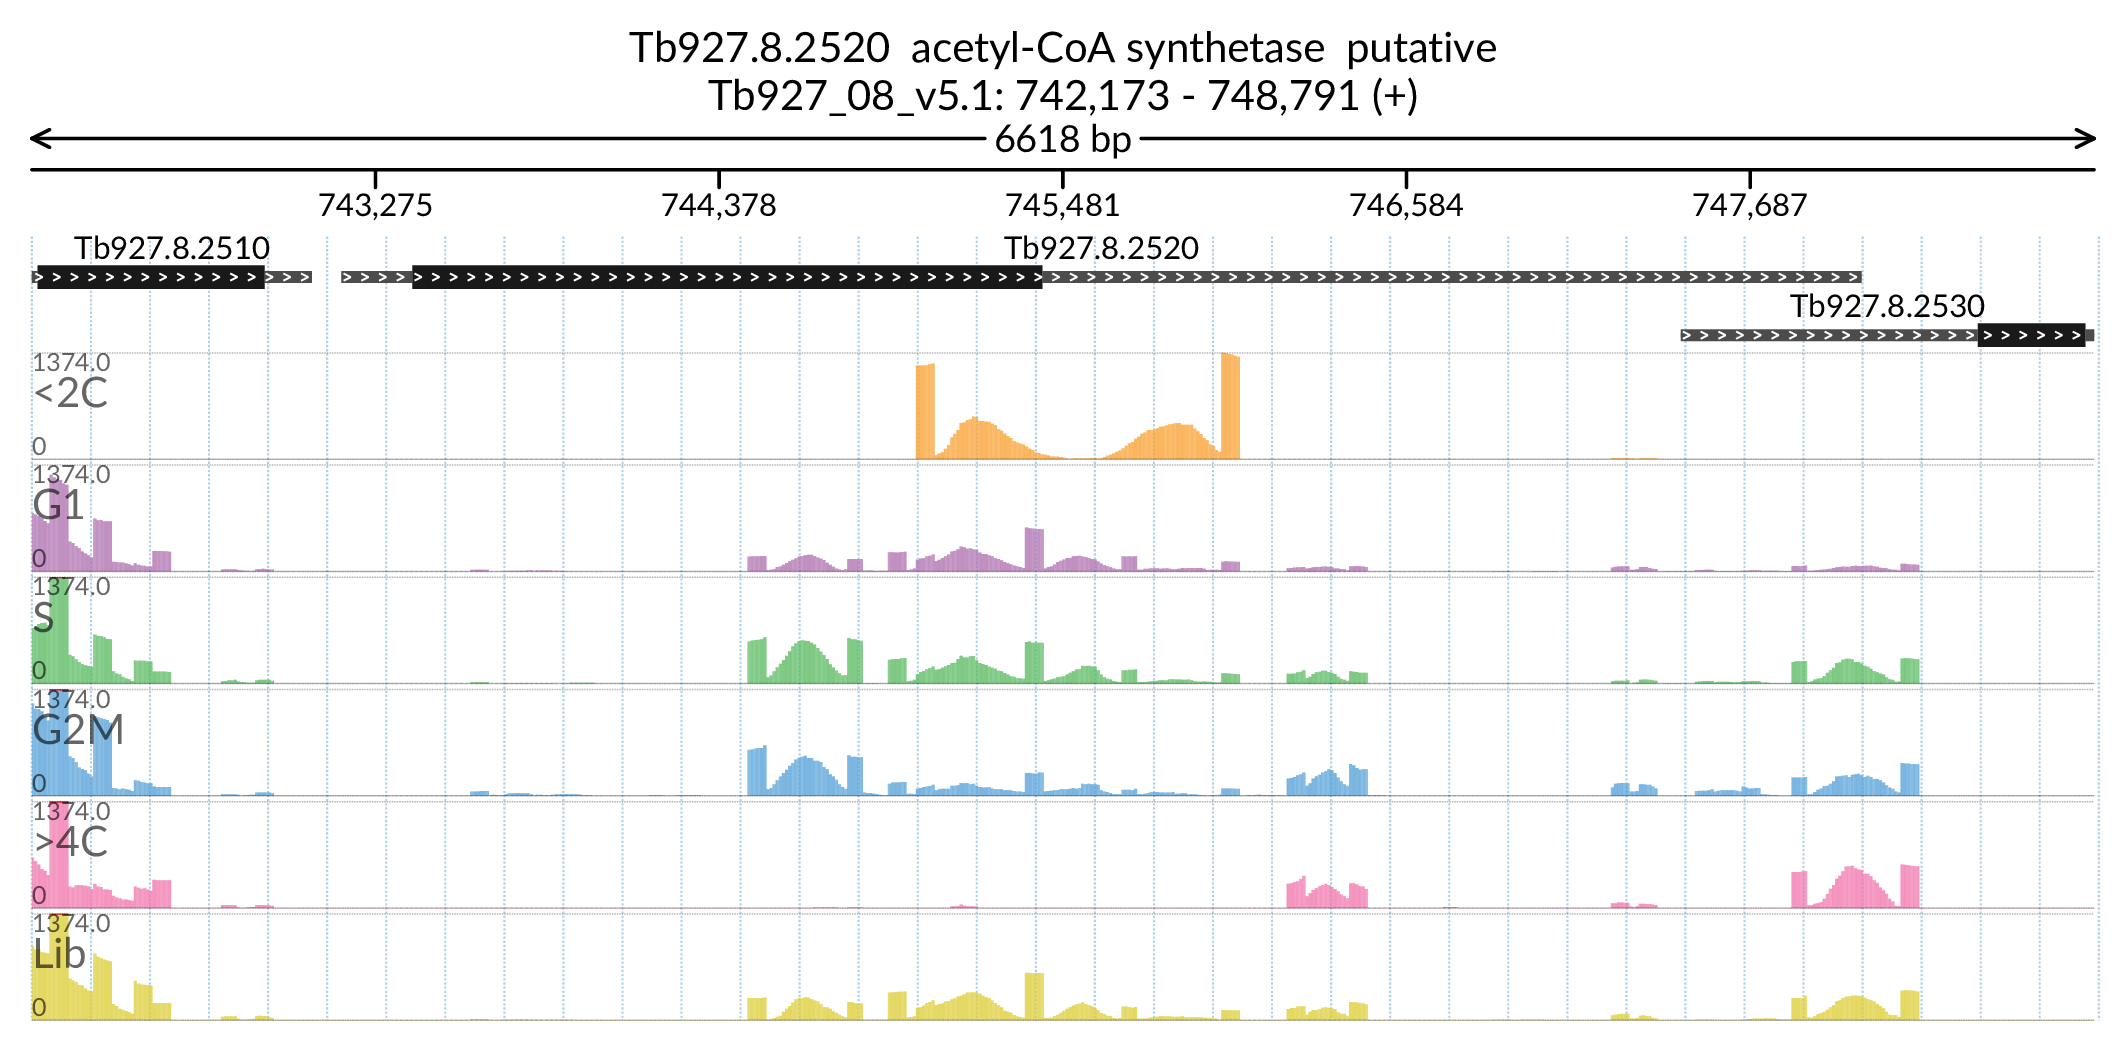 Tb927.8.2520 acetyl-CoA synthetase putative
Tb927_08_v5.1: 742,173 - 748,791 (+)
6618 bp
743,275 744,378 745,481 746,584 747,687
Tb927.8.2510 Tb927.8.2520
Tb927.8.2530
1374.0
<2C
0
1374.0
G1
0
1374.0
S
0
1374.0
G2M
0
1374.0
>4C
0
1374.0
Lib
0